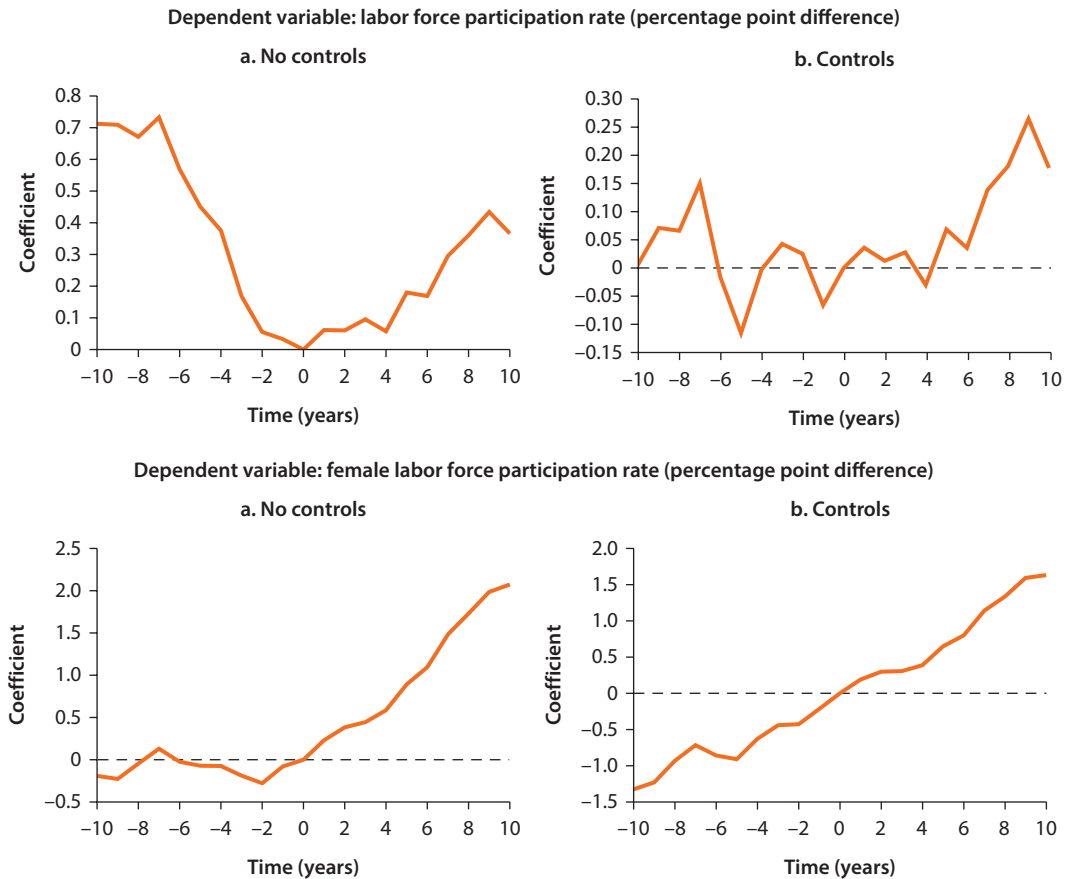 Dependent variable: labor force participation rate (percentage point difference)
a. No controls
b. Controls
Coefficient
0.8
0.7
0.6
0.5
0.4
0.3
0.2
0.1
0
–10 –8 –6 –4 –2 0 2 4 6 8 10
Time (years)
Coefficient
0.30
0.25
0.20
0.15
0.10
0.05
0
–0.05
–0.10
–0.15
–10 –8 –6 –4 –2 0 2 4 6 8 10
Time (years)
Dependent variable: female labor force participation rate (percentage point difference)
a. No controls
b. Controls
Coefficient
2.5
2.0
1.5
1.0
0.5
0
–0.5
–10 –8 –6 –4 –2 0 2 4 6 8 10
Time (years)
Coefficient
2.0
1.5
1.0
0.5
0
–0.5
–1.0
–1.5
–10 –8 –6 –4 –2 0 2 4 6 8 10
Time (years)